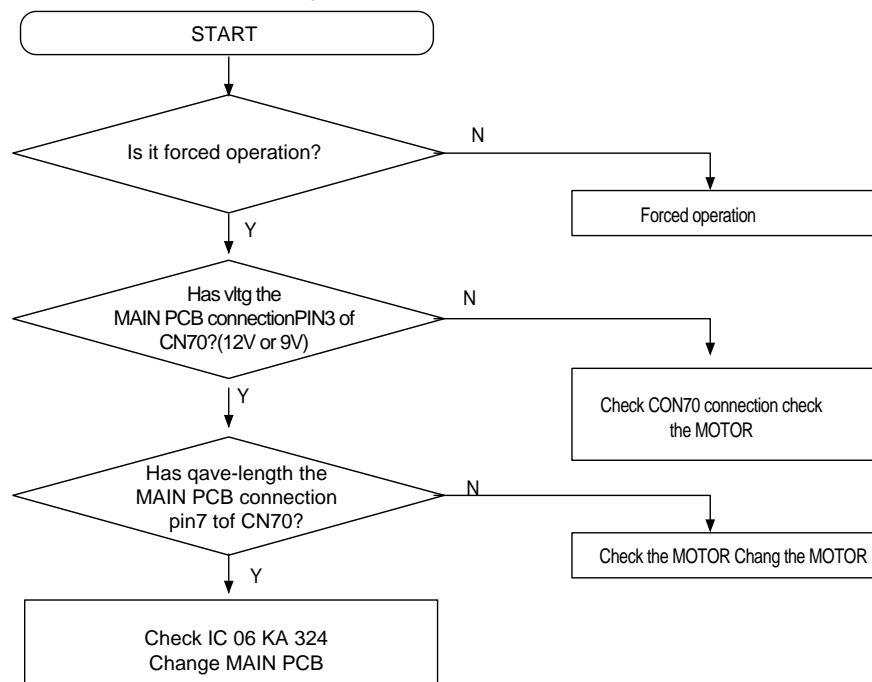 START
Is it forced operation?
N
Forced operation
Y
Has vltg the
MAIN PCB connectionPIN3 of
CN70?(12V or 9V)
N
Check CON70 connection check
the MOTOR
Y
Has qave-length the
MAIN PCB connection
pin7 tof CN70?
N
Check the MOTOR Chang the MOTOR
Y
Check IC 06 KA 324
Change MAIN PCB